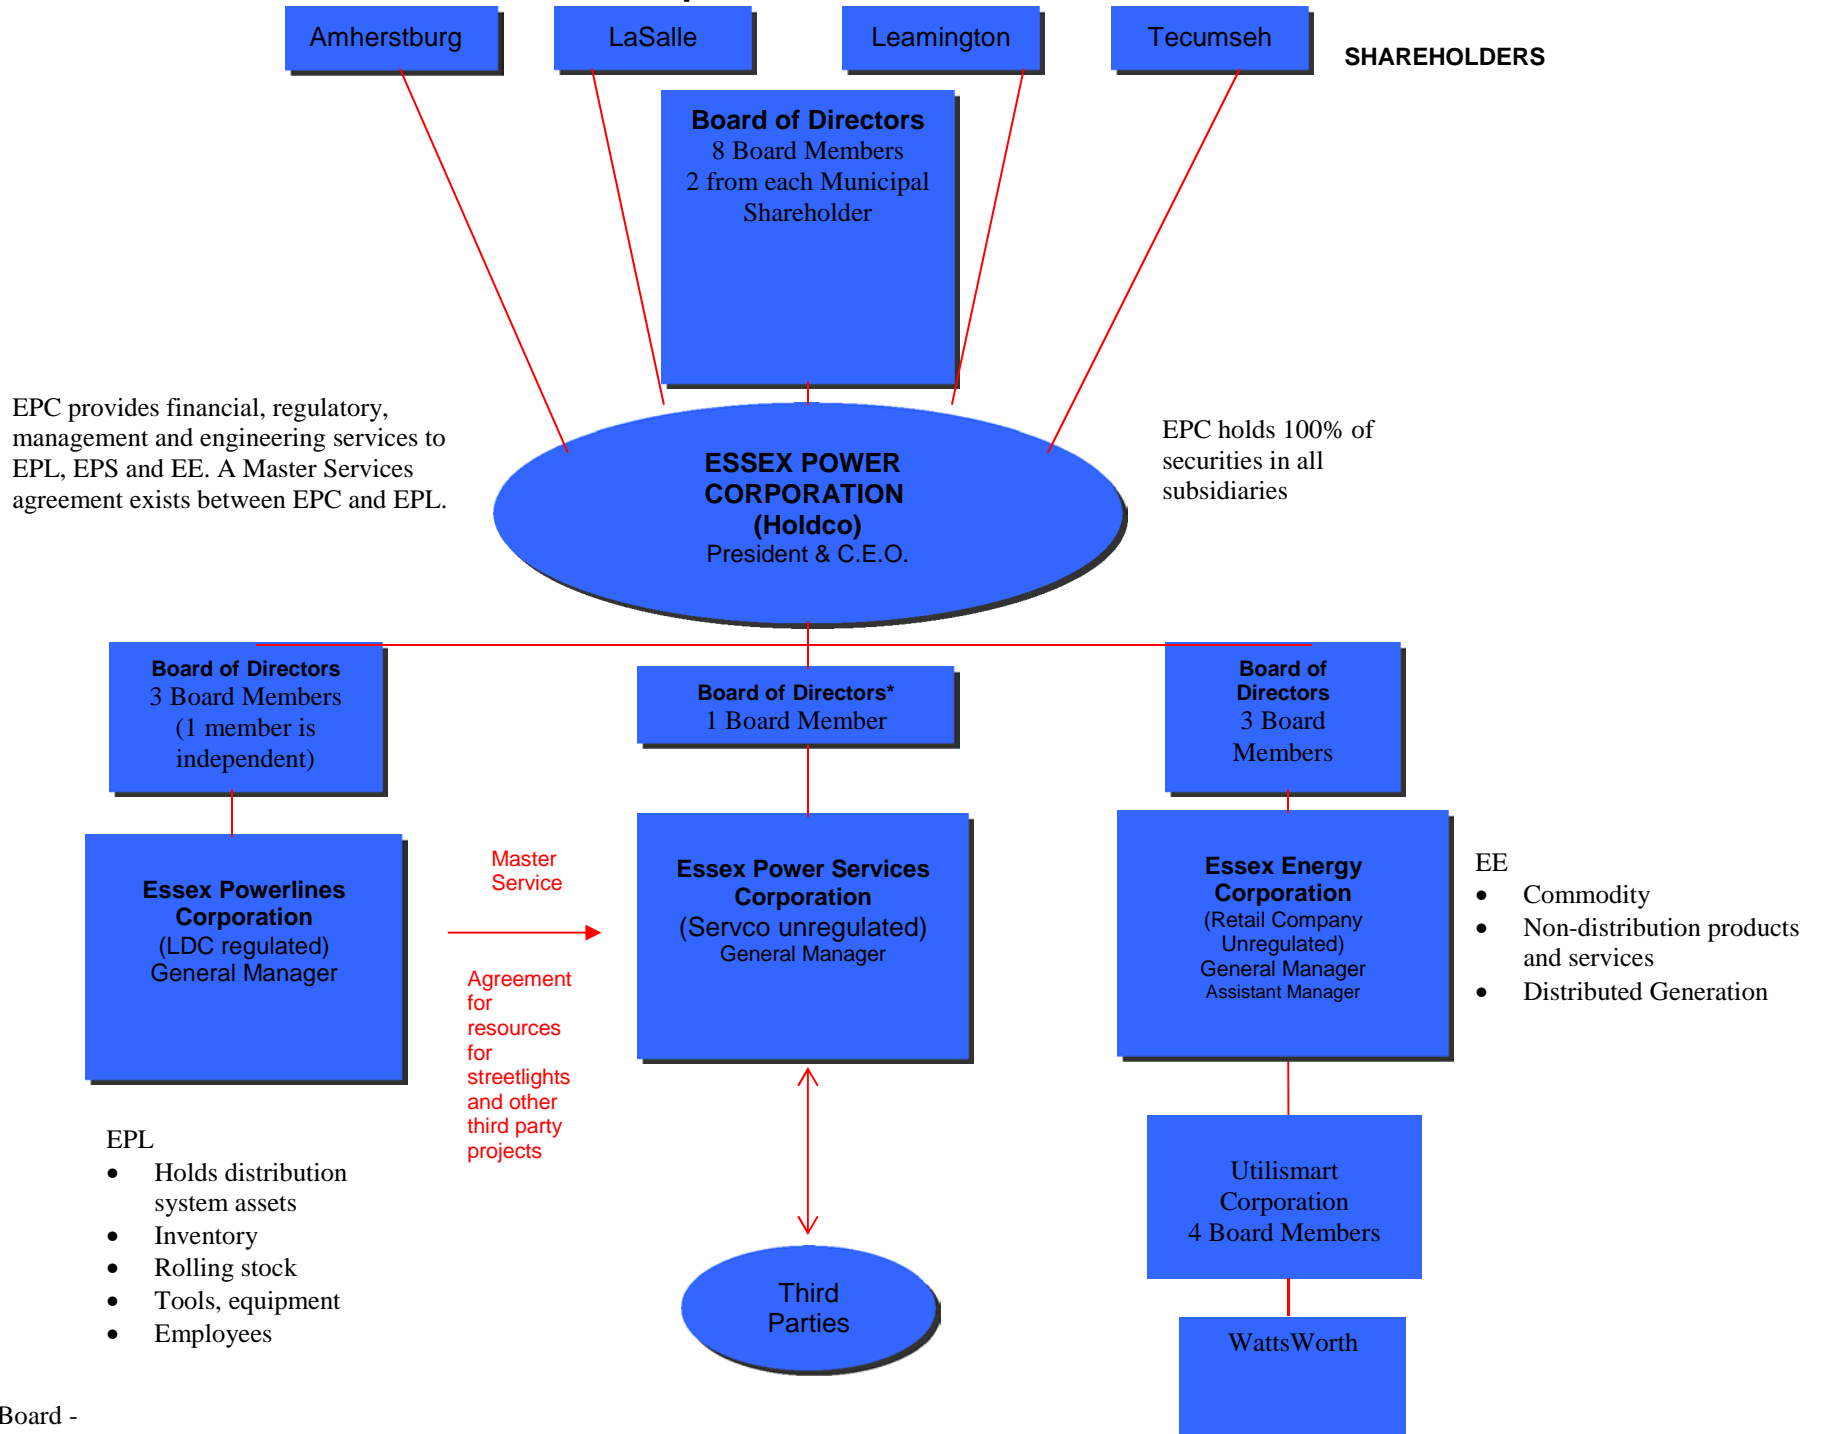 Amherstburg
LaSalle
Leamington
Tecumseh
SHAREHOLDERS
Board of Directors
8 Board Members
2 from each Municipal
Shareholder
EPC provides financial, regulatory,
management and engineering services to
EPL, EPS and EE. A Master Services
agreement exists between EPC and EPL.
ESSEX POWER
CORPORATION
(Holdco)
President & C.E.O.
EPC holds 100% of
securities in all
subsidiaries
Board of Directors
3 Board Members
(1 member is
independent)
Board of Directors*
1 Board Member
Board of
Directors
3 Board
Members
Essex Powerlines
Corporation
(LDC regulated)
General Manager
Master
Service
Agreement
for
resources
for
streetlights
and other
third party
projects
Essex Power Services
Corporation
(Servco unregulated)
General Manager
Essex Energy
Corporation
(Retail Company
Unregulated)
General Manager
Assistant Manager
EE
• Commodity
• Non-distribution products
and services
• Distributed Generation
EPL
• Holds distribution
system assets
• Inventory
• Rolling stock
• Tools, equipment
• Employees
Third
Parties
Utilismart
Corporation
4 Board Members
WattsWorth
Board -